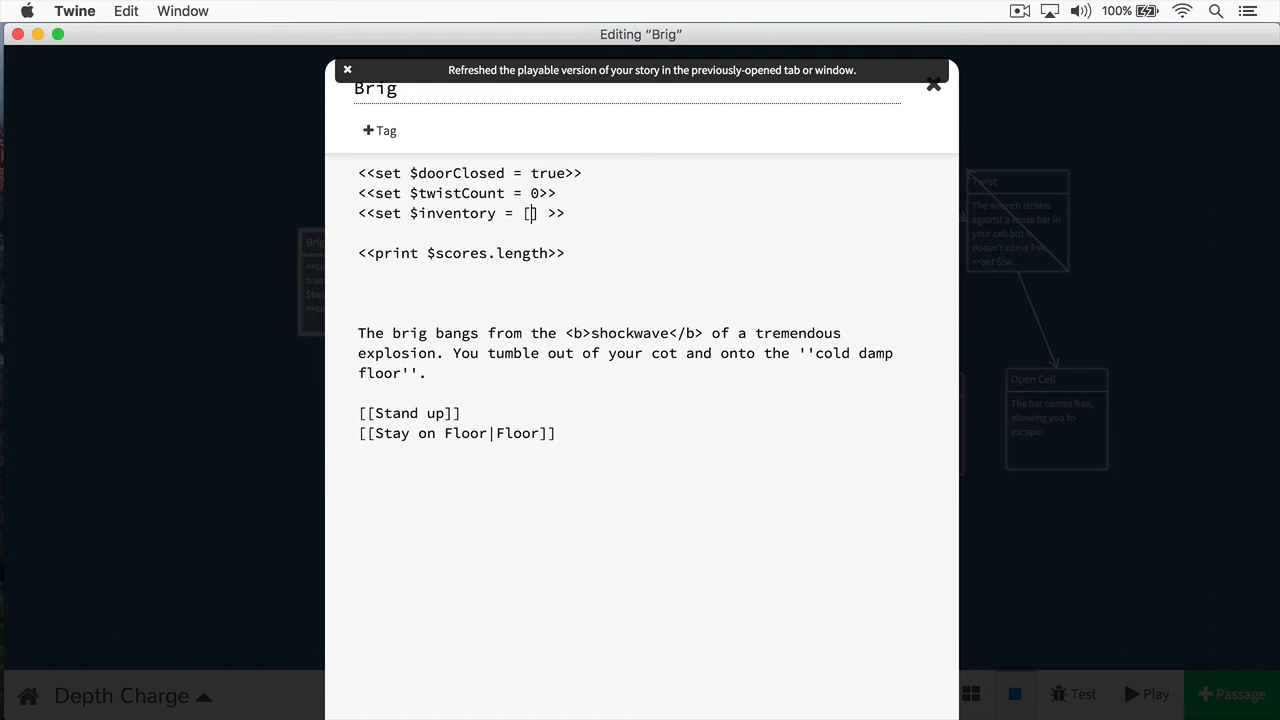 Twine Edit Window 100%
Editing “Brig”
Refreshed the playable version of your story in the previously-opened tab or window.
Brig
+ Tag
<<set $doorClosed = true>>
<<set $twistCount = 0>>
<<set $inventory = [] >>
<<print $scores.length>>
The brig bangs from the <b>shockwave</b> of a tremendous
explosion. You tumble out of your cot and onto the ''cold damp
floor''.
[[Stand up]]
[[Stay on Floor|Floor]]
Brig
true>>
Twist
The wrench strains
against a loose bar in
your cell but it
doesn't come free.
<<set $tw...
Open Cell
The bar comes free,
allowing you to
escape!
Depth Charge
Test
Play
+Passage